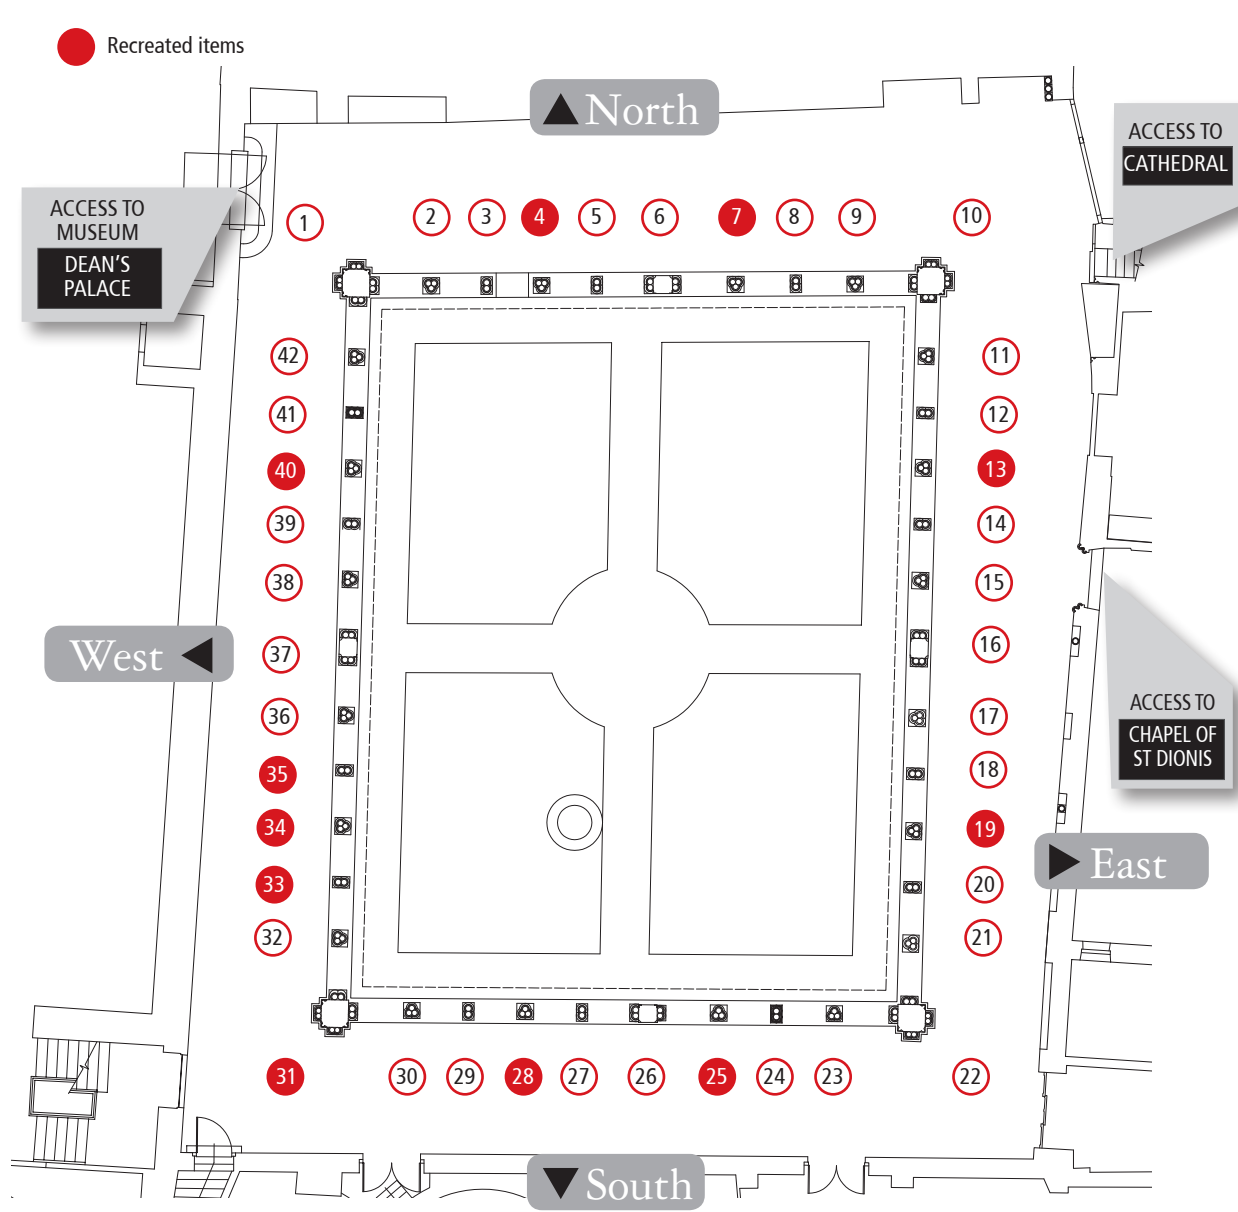 Recreated items
North
ACCESS TO
CATHEDRAL
ACCESS TO
MUSEUM
DEAN'S
PALACE
1 2 3 4 5 6 7 8 9 10
42 11
41 12
40 13
39 14
38 15
37 16
West
36 17
ACCESS TO
CHAPEL OF
ST DIONIS
35 18
34 19
East
33 20
32 21
31 30 29 28 27 26 25 24 23 22
South